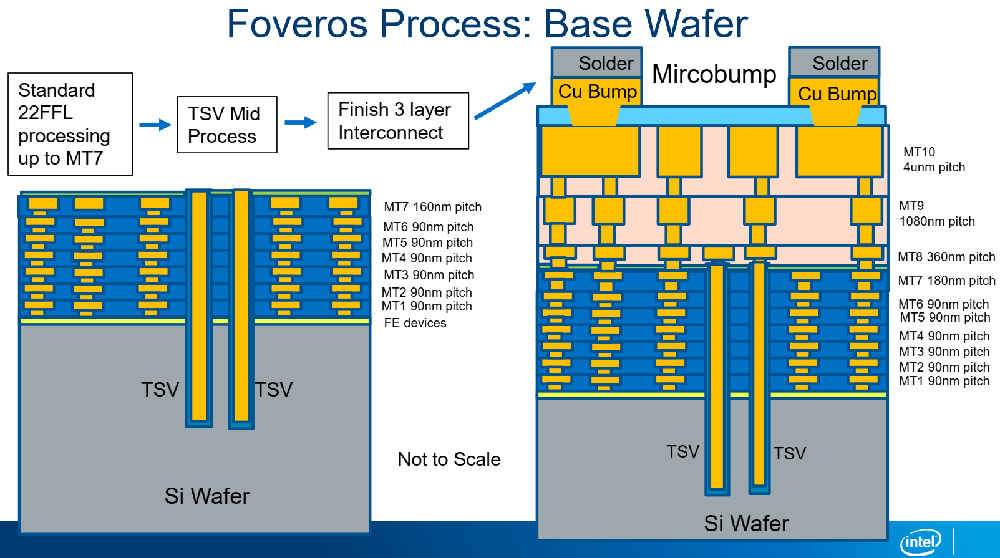 Foveros Process: Base Wafer
Standard
22FFL
processing
up to MT7
TSV Mid
Process
Finish 3 layer
Interconnect
Solder
Cu Bump
Mircobump
Solder
Cu Bump
MT7 160nm pitch
MT6 90nm pitch
MT5 90nm pitch
MT4 90nm pitch
MT3 90nm pitch
MT2 90nm pitch
MT1 90nm pitch
FE devices
TSV
TSV
Si Wafer
Not to Scale
MT10
4unm pitch
MT9
1080nm pitch
MT8 360nm pitch
MT7 180nm pitch
MT6 90nm pitch
MT5 90nm pitch
MT4 90nm pitch
MT3 90nm pitch
MT2 90nm pitch
MT1 90nm pitch
TSV
TSV
Si Wafer
intel